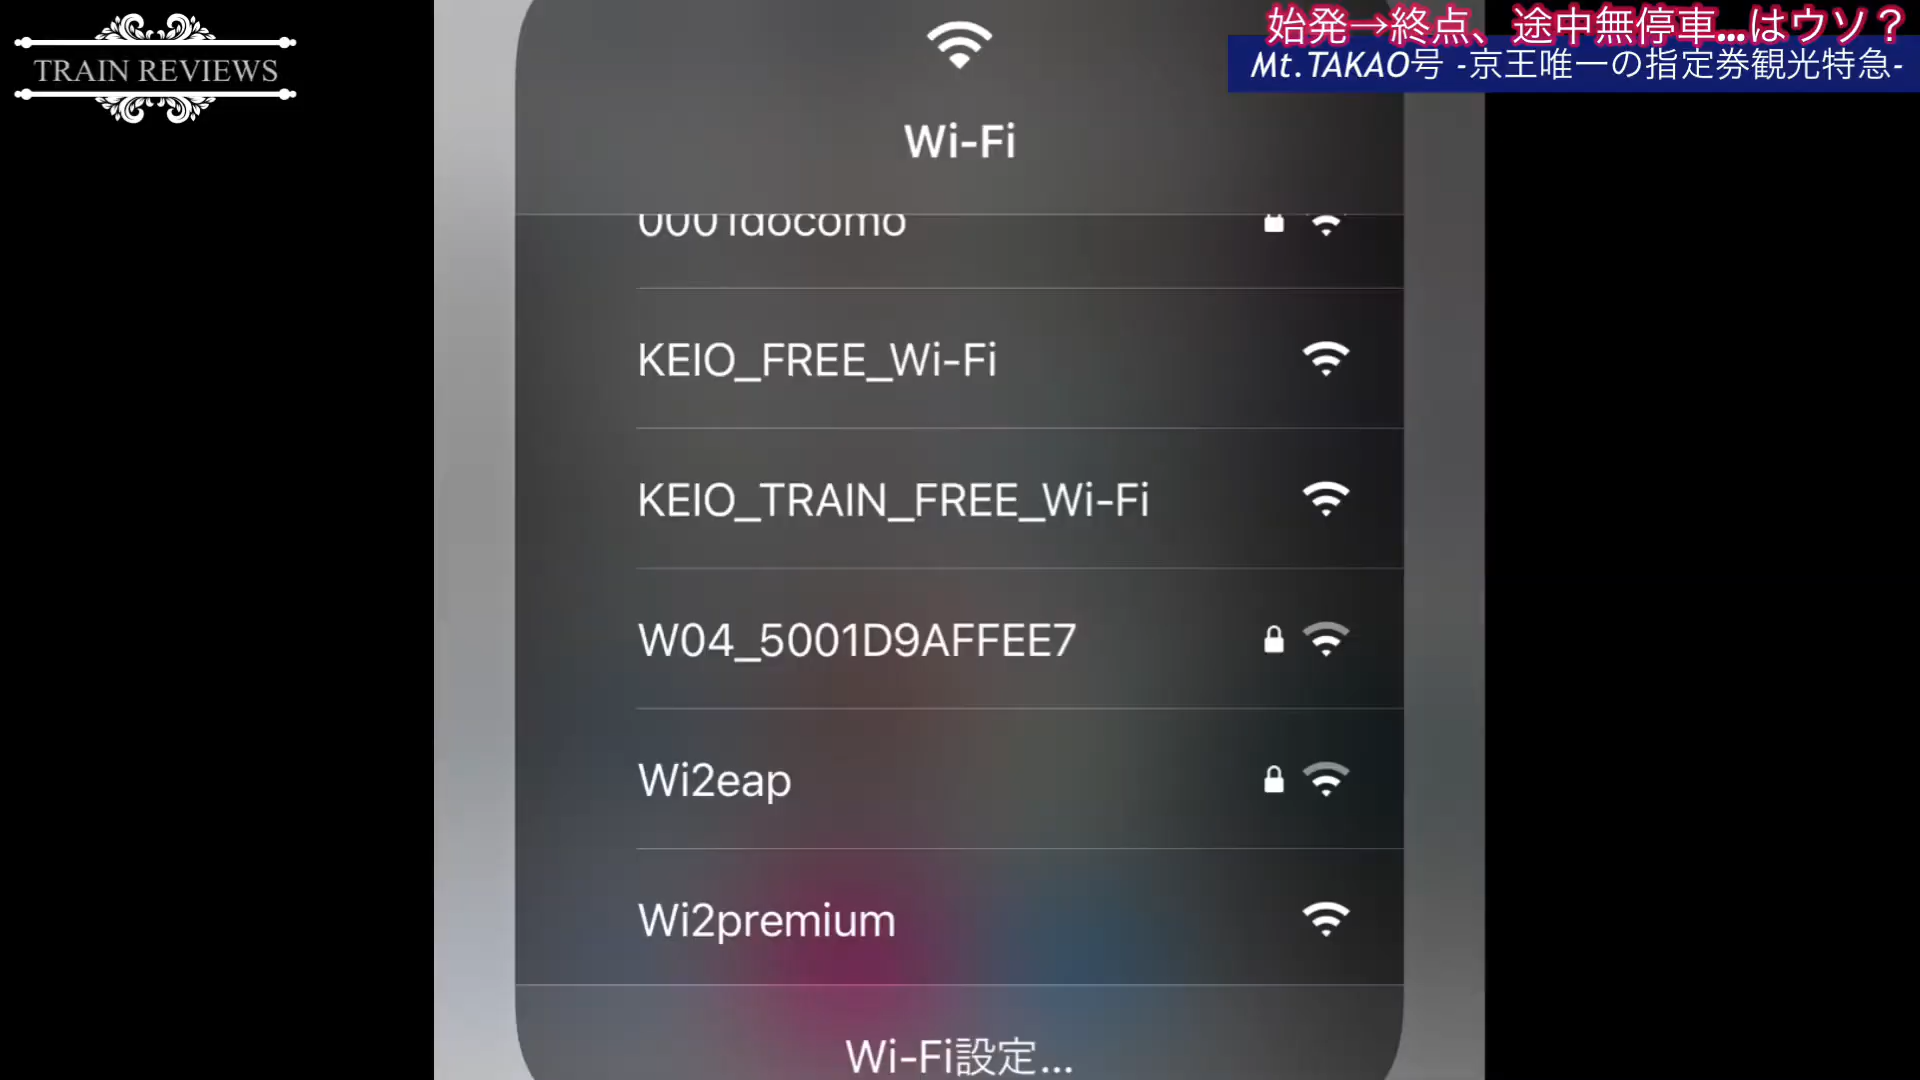 TRAIN REVIEWS
始発→終点、途中無停車...はウソ？
Mt.TAKAO号 -京王唯一の指定券観光特急-
Wi-Fi
0001docomo
KEIO_FREE_Wi-Fi
KEIO_TRAIN_FREE_Wi-Fi
W04_5001D9AFFEE7
Wi2eap
Wi2premium
Wi-Fi設定...